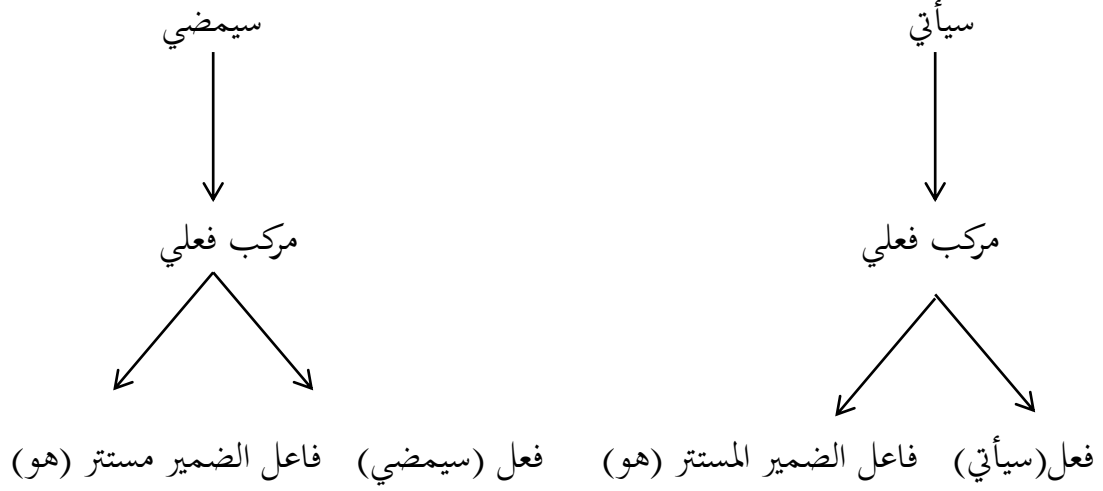 سيأتي
سيمضي
مركب فعلي
مركب فعلي
فعل(سيأتي) فاعل الضمير المستتر (هو)
فعل (سيمضي) فاعل الضمير مستتر (هو)